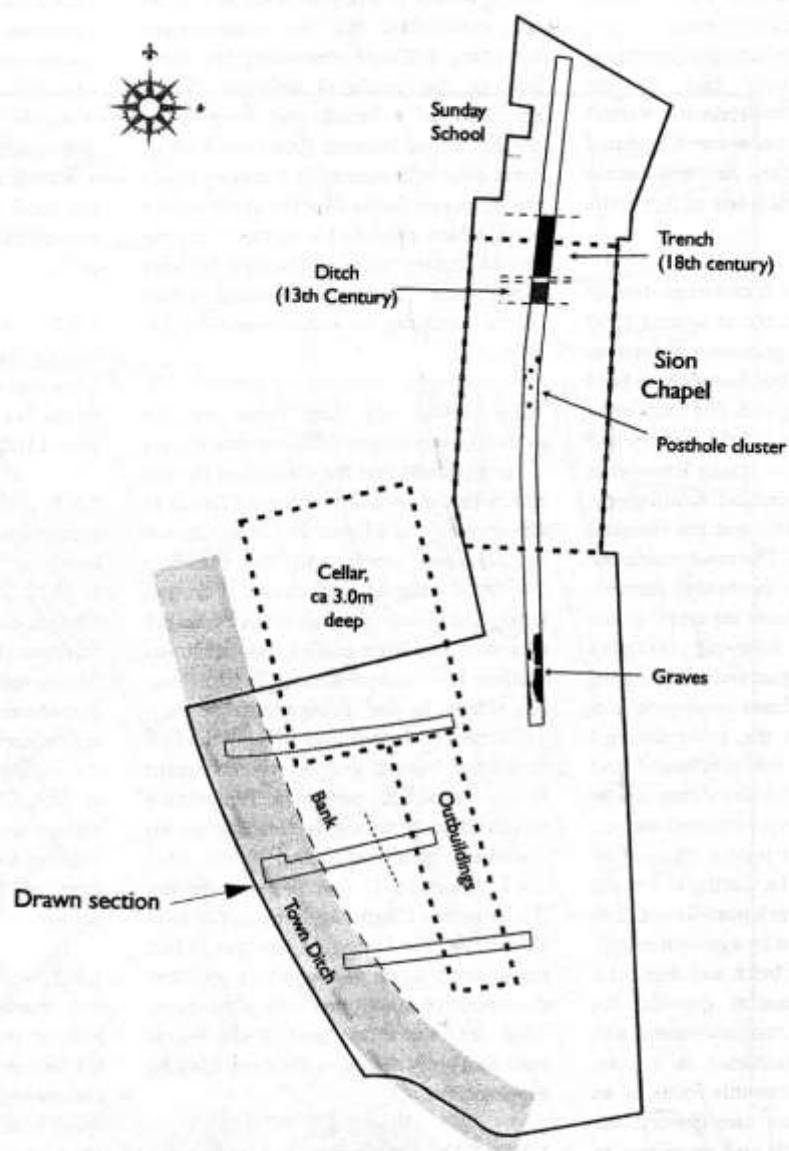 Sunday
School
Trench
(18th century)
Ditch
(13th Century)
Sion
Chapel
Posthole cluster
Cellar,
ca 3.0m
deep
Graves
Bank
Outbuildings
Drawn section
Town Ditch